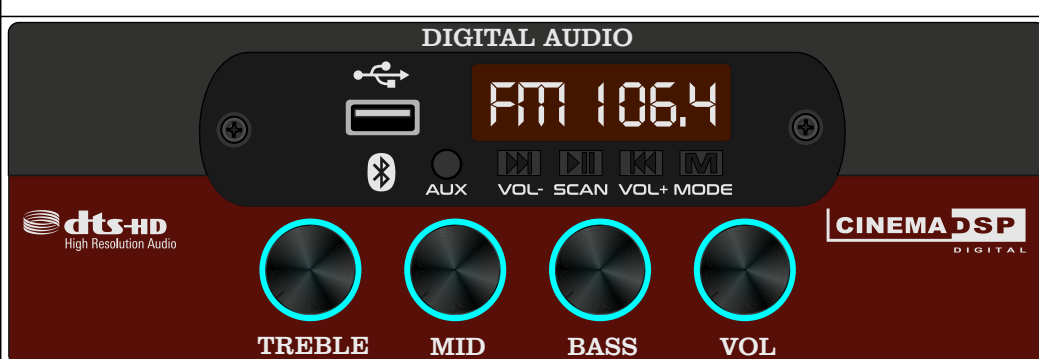 DIGITAL AUDIO
FM 106.4
AUX
VOL- SCAN VOL+ MODE
M
dts-HD
High Resolution Audio
CINEMA DSP
DIGITAL
TREBLE MID BASS VOL